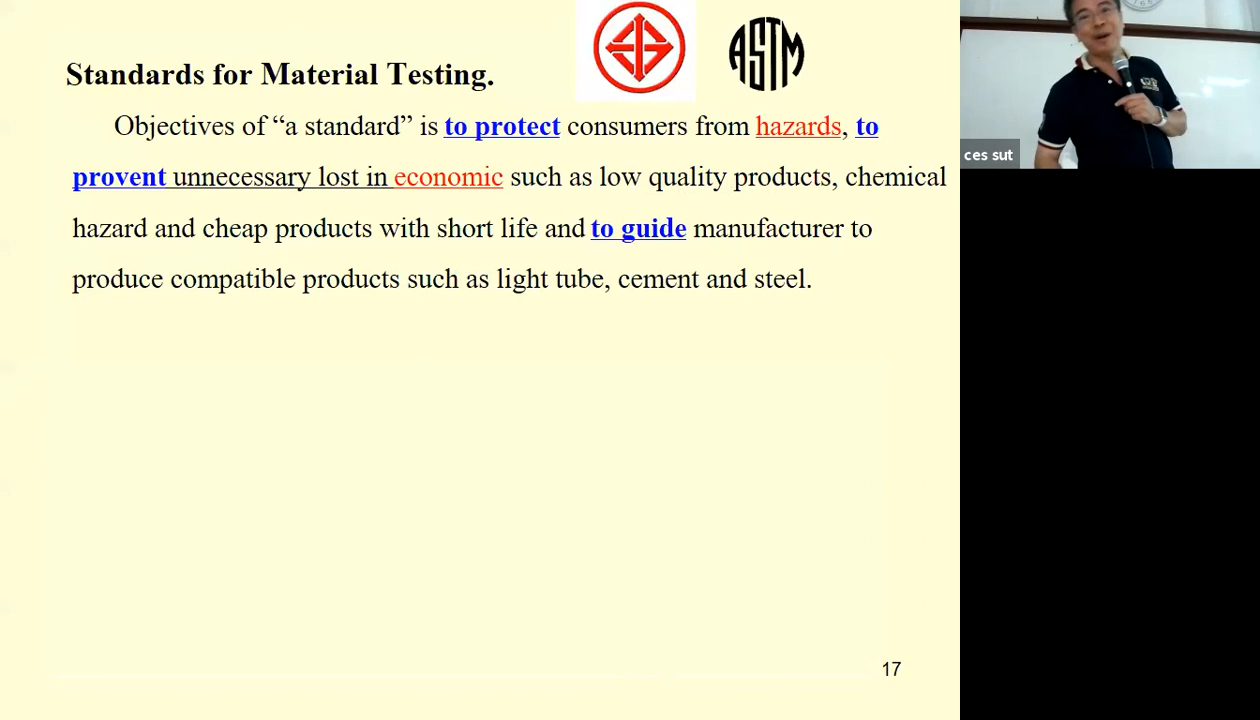 ASTM
Standards for Material Testing.
Objectives of “a standard” is to protect consumers from hazards, to
provent unnecessary lost in economic such as low quality products, chemical
hazard and cheap products with short life and to guide manufacturer to
produce compatible products such as light tube, cement and steel.
17
ces sut